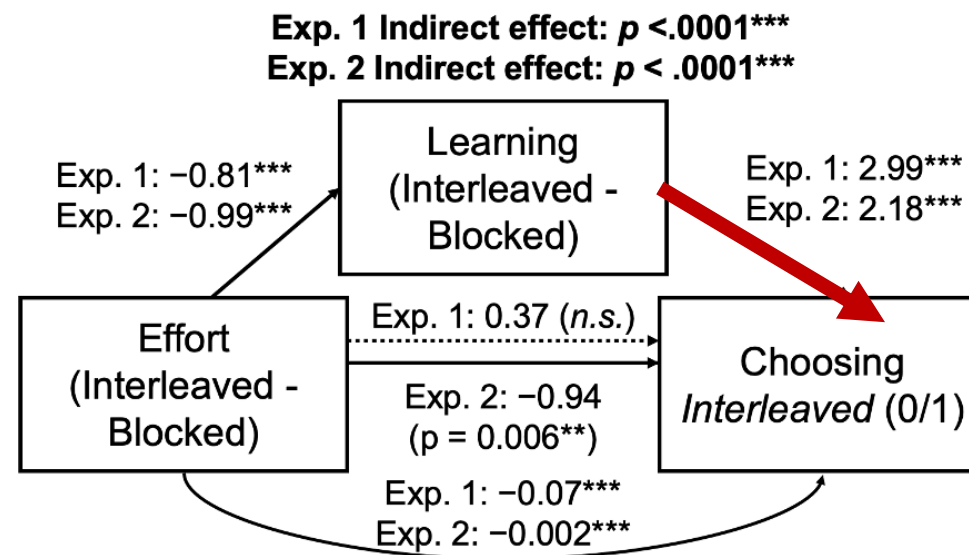 Exp. 1 Indirect effect: p <.0001***
Exp. 2 Indirect effect: p < .0001***
Learning
(Interleaved -
Blocked)
Exp. 1: −0.81***
Exp. 2: −0.99***
Exp. 1: 2.99***
Exp. 2: 2.18***
Effort
(Interleaved -
Blocked)
Exp. 1: 0.37 (n.s.)
Exp. 2: −0.94
(p = 0.006**)
Choosing
Interleaved (0/1)
Exp. 1: −0.07***
Exp. 2: −0.002***